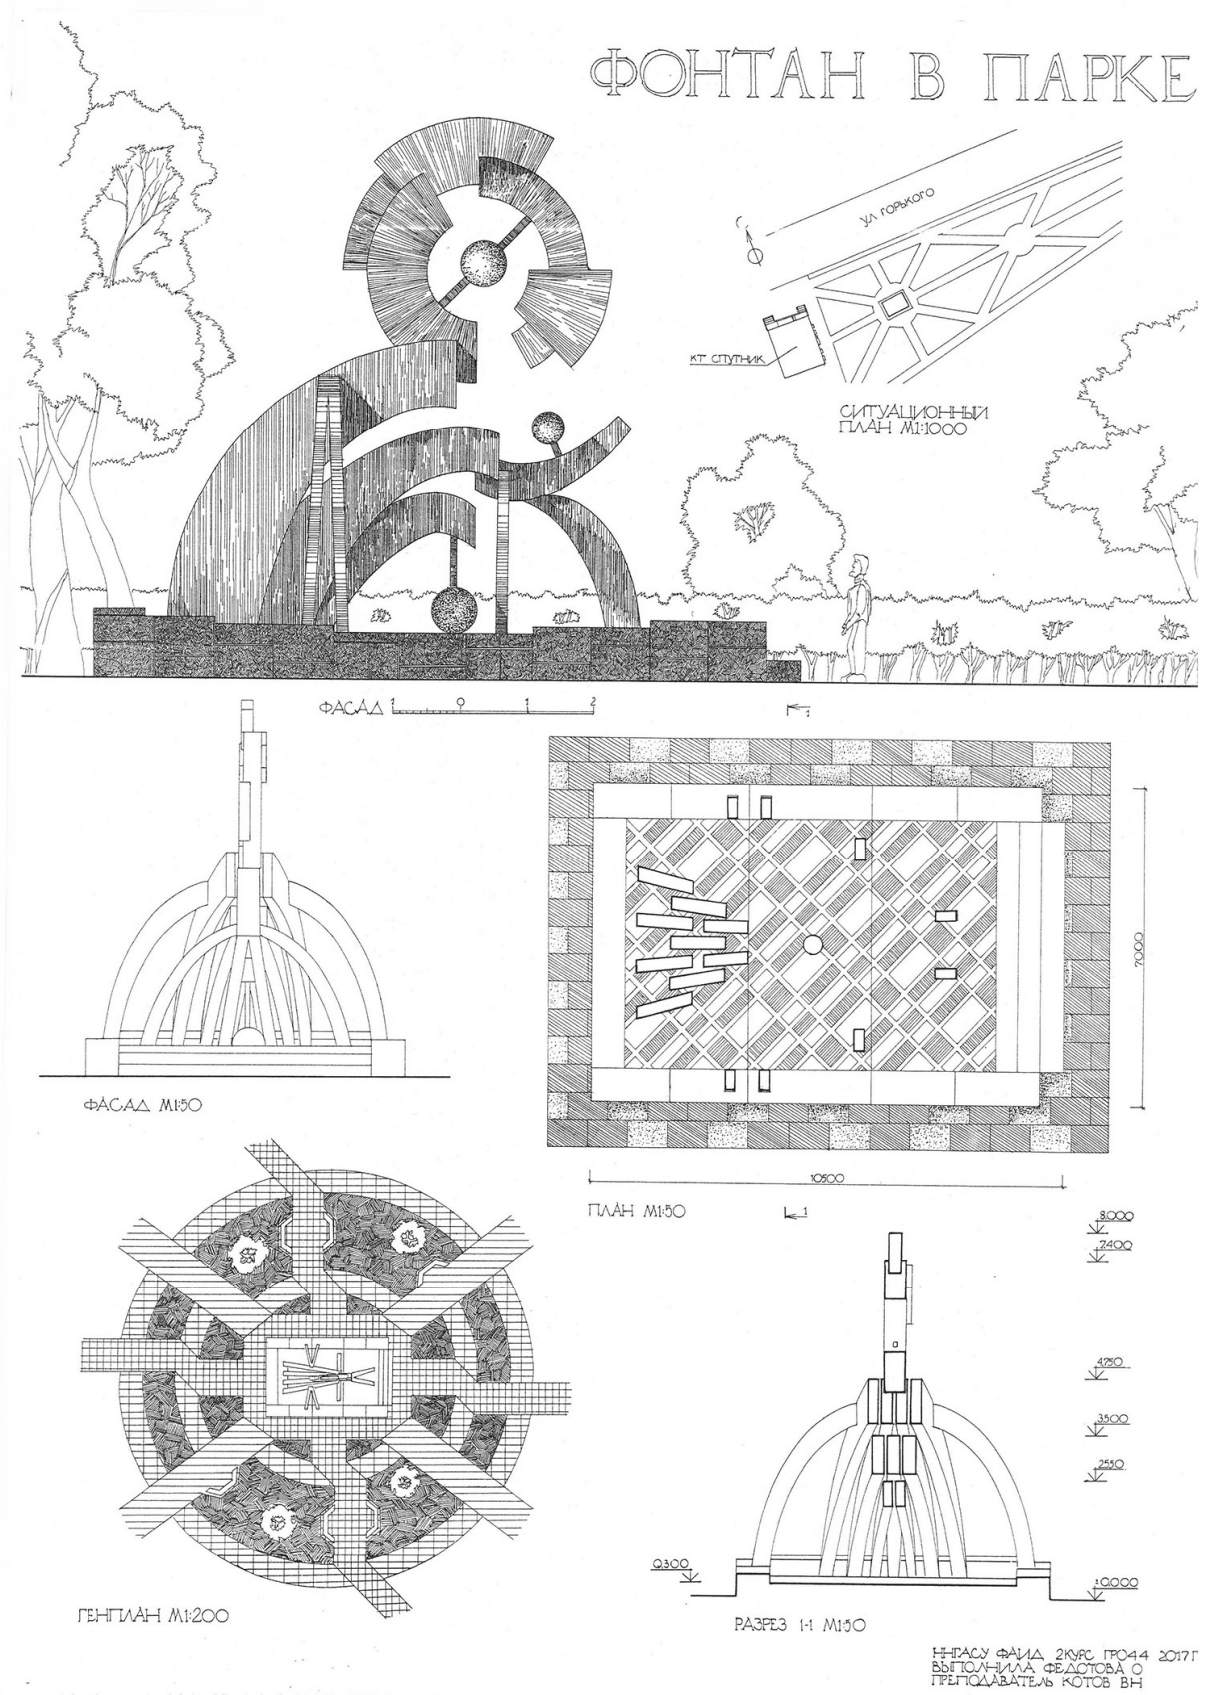 ФОНТАН В ПАРКЕ
С
УЛ ГОРЬКОГО
КТ СПУТНИК
СИТУАЦИОННЫЙ
ПЛАН М1:1000
ФАСАД 1 0 1 2
1
7000
10500
ФАСАД М1:50
ПЛАН М1:50
1
8.000
7.400
4.750
3.500
2.550
0.300
±0.000
ГЕНПЛАН М1:200
РАЗРЕЗ 1-1 М1:50
ННГАСУ ФАИД 2КУРС ГРО44 2017Г
ВЫПОЛНИЛА ФЕДОТОВА О
ПРЕПОДАВАТЕЛЬ КОТОВ ВН